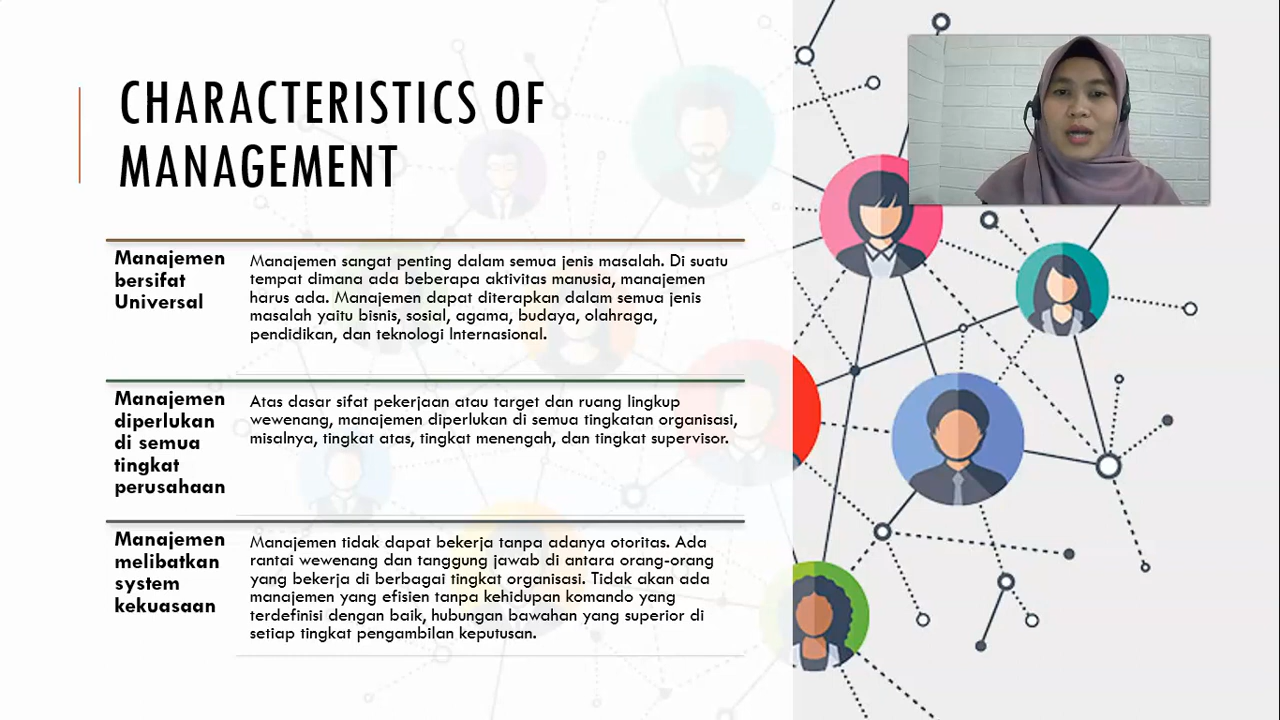 CHARACTERISTICS OF
MANAGEMENT
Manajemen
bersifat
Universal
Manajemen sangat penting dalam semua jenis masalah. Di suatu
tempat dimana ada beberapa aktivitas manusia, manajemen
harus ada. Manajemen dapat diterapkan dalam semua jenis
masalah yaitu bisnis, sosial, agama, budaya, olahraga,
pendidikan, dan teknologi Internasional.
Manajemen
diperlukan
di semua
tingkat
perusahaan
Atas dasar sifat pekerjaan atau target dan ruang lingkup
wewenang, manajemen diperlukan di semua tingkatan organisasi,
misalnya, tingkat atas, tingkat menengah, dan tingkat supervisor.
Manajemen
melibatkan
system
kekuasaan
Manajemen tidak dapat bekerja tanpa adanya otoritas. Ada
rantai wewenang dan tanggung jawab di antara orang-orang
yang bekerja di berbagai tingkat organisasi. Tidak akan ada
manajemen yang efisien tanpa kehidupan komando yang
terdefinisi dengan baik, hubungan bawahan yang superior di
setiap tingkat pengambilan keputusan.